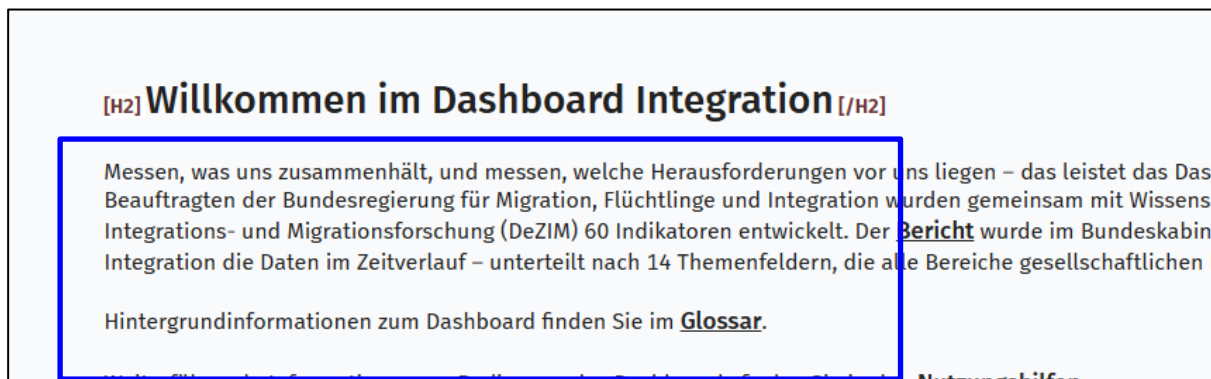 [H2] Willkommen im Dashboard Integration [/H2]
Messen, was uns zusammenhält, und messen, welche Herausforderungen vor uns liegen – das leistet das Das
Beauftragten der Bundesregierung für Migration, Flüchtlinge und Integration wurden gemeinsam mit Wissens
Integrations- und Migrationsforschung (DeZIM) 60 Indikatoren entwickelt. Der Bericht wurde im Bundeskabin
Integration die Daten im Zeitverlauf – unterteilt nach 14 Themenfeldern, die alle Bereiche gesellschaftlichen
Hintergrundinformationen zum Dashboard finden Sie im Glossar.
Nutzungshilfen